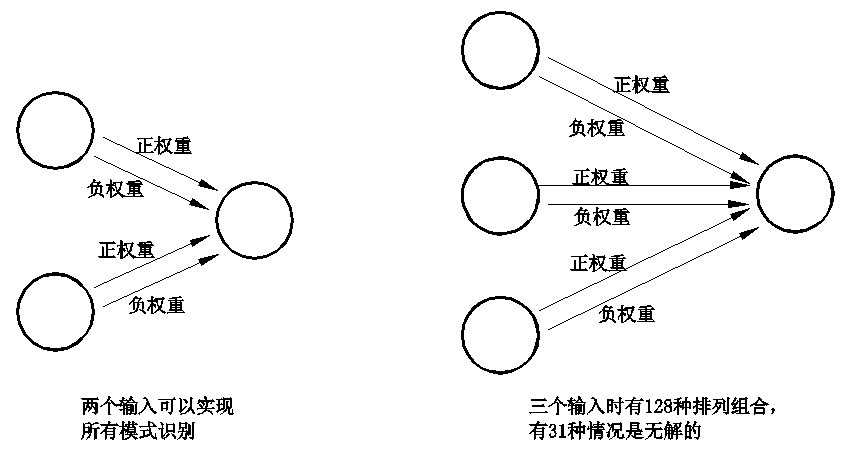 正权重
负权重
正权重
负权重
两个输入可以实现
所有模式识别
正权重
负权重
正权重
负权重
正权重
负权重
三个输入时有128种排列组合，
有31种情况是无解的